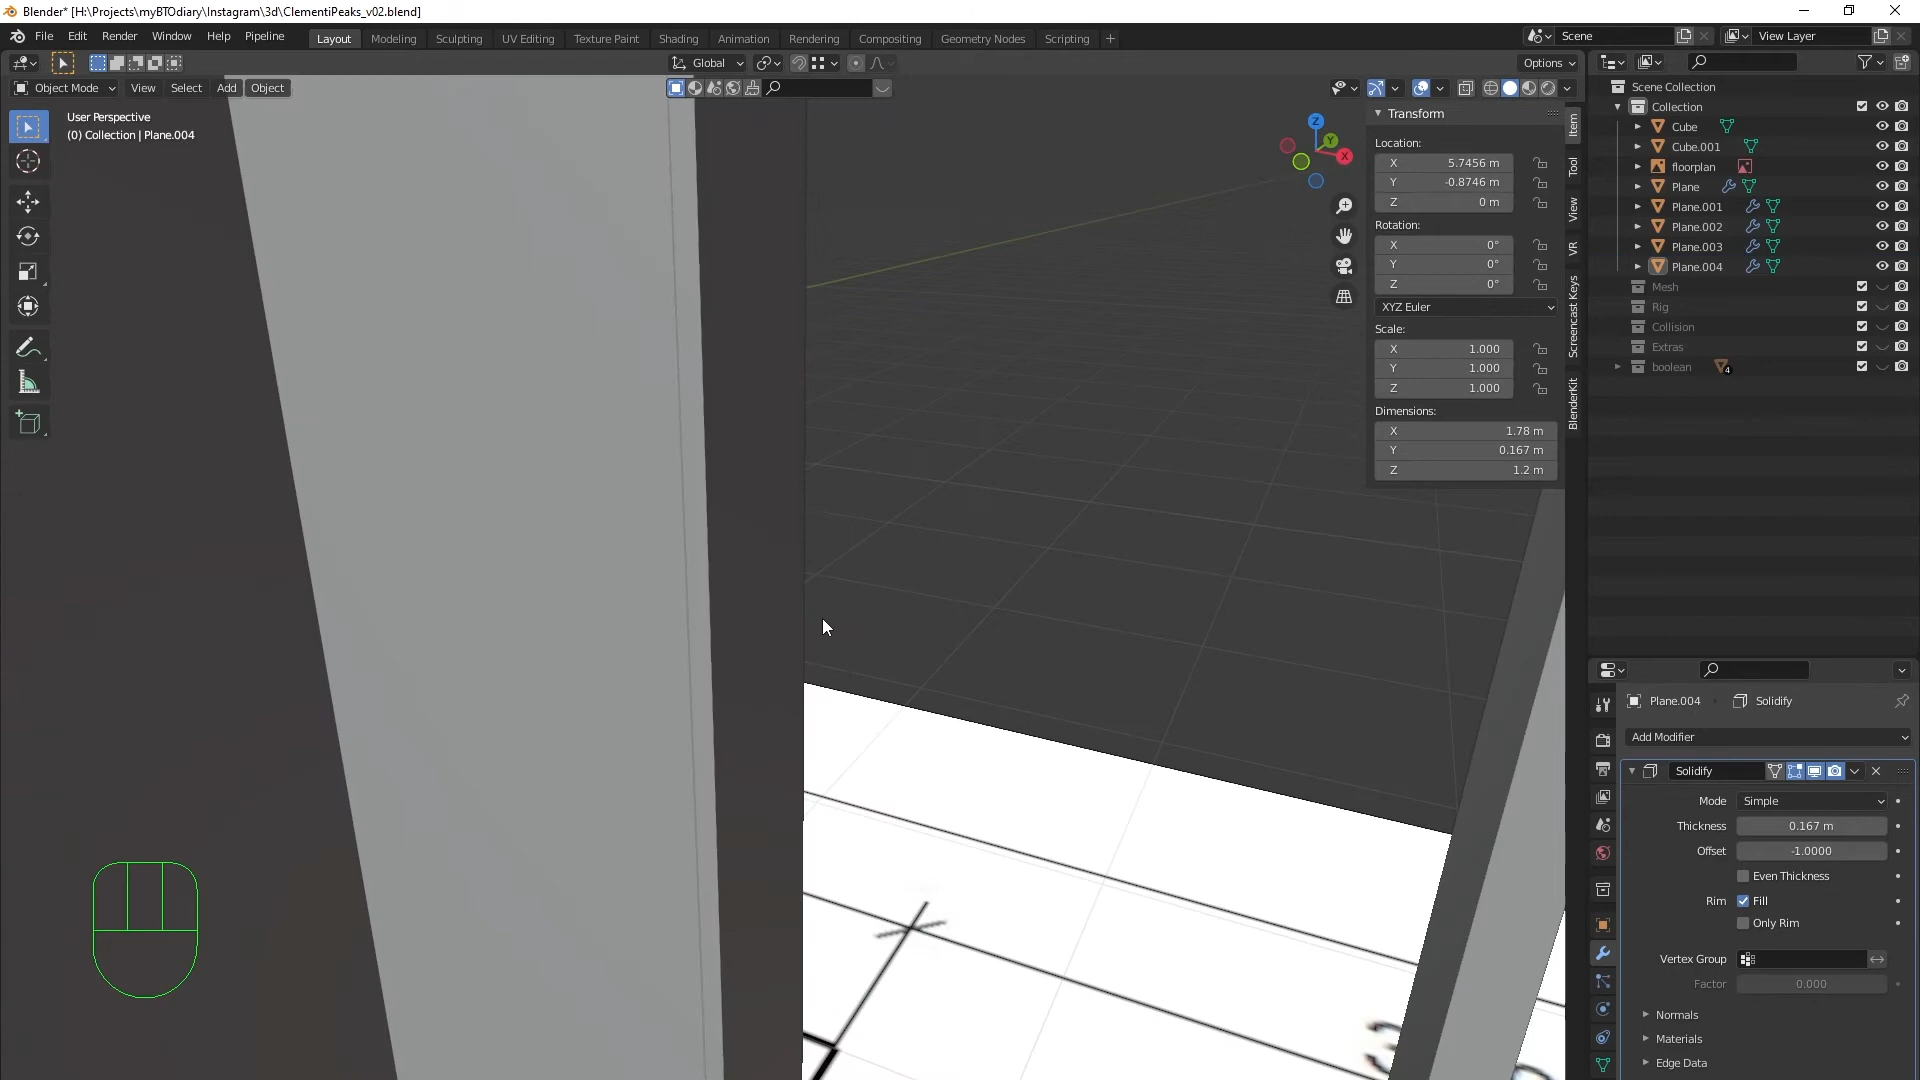 Blender* [H:\Projects\myBTOdiary\Instagram\3d\ClementiPeaks_v02.blend]
File Edit Render Window Help Pipeline
Layout Modeling Sculpting UV Editing Texture Paint Shading Animation Rendering Compositing Geometry Nodes Scripting +
Scene
View Layer
Global
Options
Object Mode View Select Add Object
User Perspective
(0) Collection | Plane.004
Z
Y
X
Transform
Location:
X 5.7456 m
Y -0.8746 m
Z 0 m
Rotation:
X 0°
Y 0°
Z 0°
XYZ Euler
Scale:
X 1.000
Y 1.000
Z 1.000
Dimensions:
X 1.78 m
Y 0.167 m
Z 1.2 m
Item
Tool
View
VR
Screencast Keys
BlenderKit
Scene Collection
Collection
Cube
Cube.001
floorplan
Plane
Plane.001
Plane.002
Plane.003
Plane.004
Mesh
Rig
Collision
Extras
boolean 4
Plane.004 Solidify
Add Modifier
Solidify
Mode Simple
Thickness 0.167 m
Offset -1.0000
Even Thickness
Rim Fill
Only Rim
Vertex Group
Factor 0.000
Normals
Materials
Edge Data